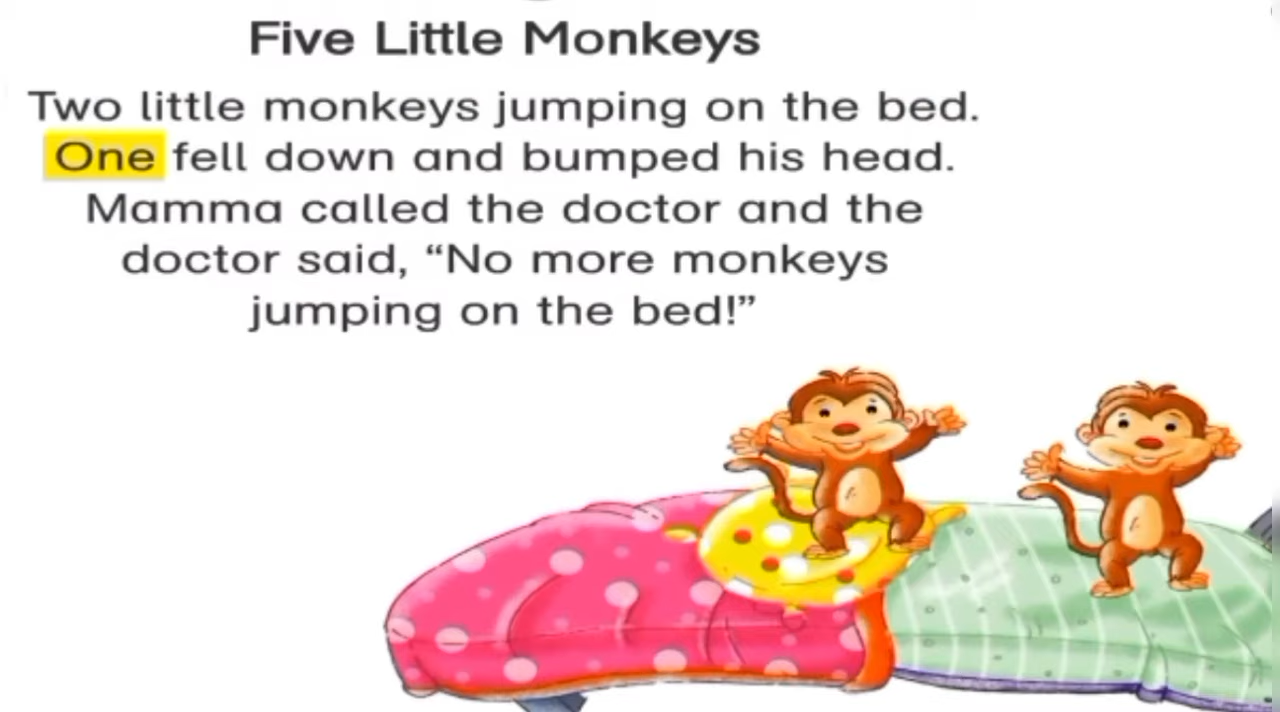 Five Little Monkeys
Two little monkeys jumping on the bed.
One fell down and bumped his head.
Mamma called the doctor and the
doctor said, “No more monkeys
jumping on the bed!”